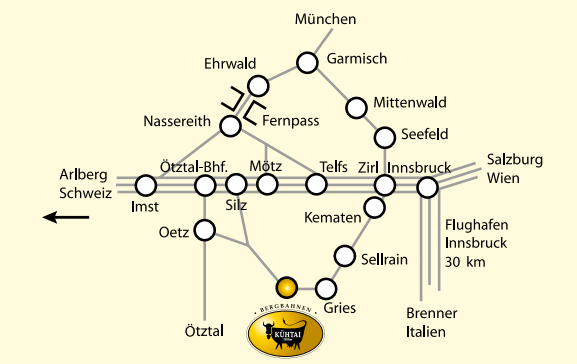 München
Ehrwald
Garmisch
Mittenwald
Nassereith
Fernpass
Seefeld
Arlberg
Schweiz
Ötztal-Bhf.
Mötz
Telfs
Zirl
Innsbruck
Salzburg
Wien
Imst
Silz
Kematen
Oetz
Flughafen
Innsbruck
30 km
Sellrain
Gries
Brenner
Italien
Ötztal
· BERGBAHNEN ·
KÜHTAI